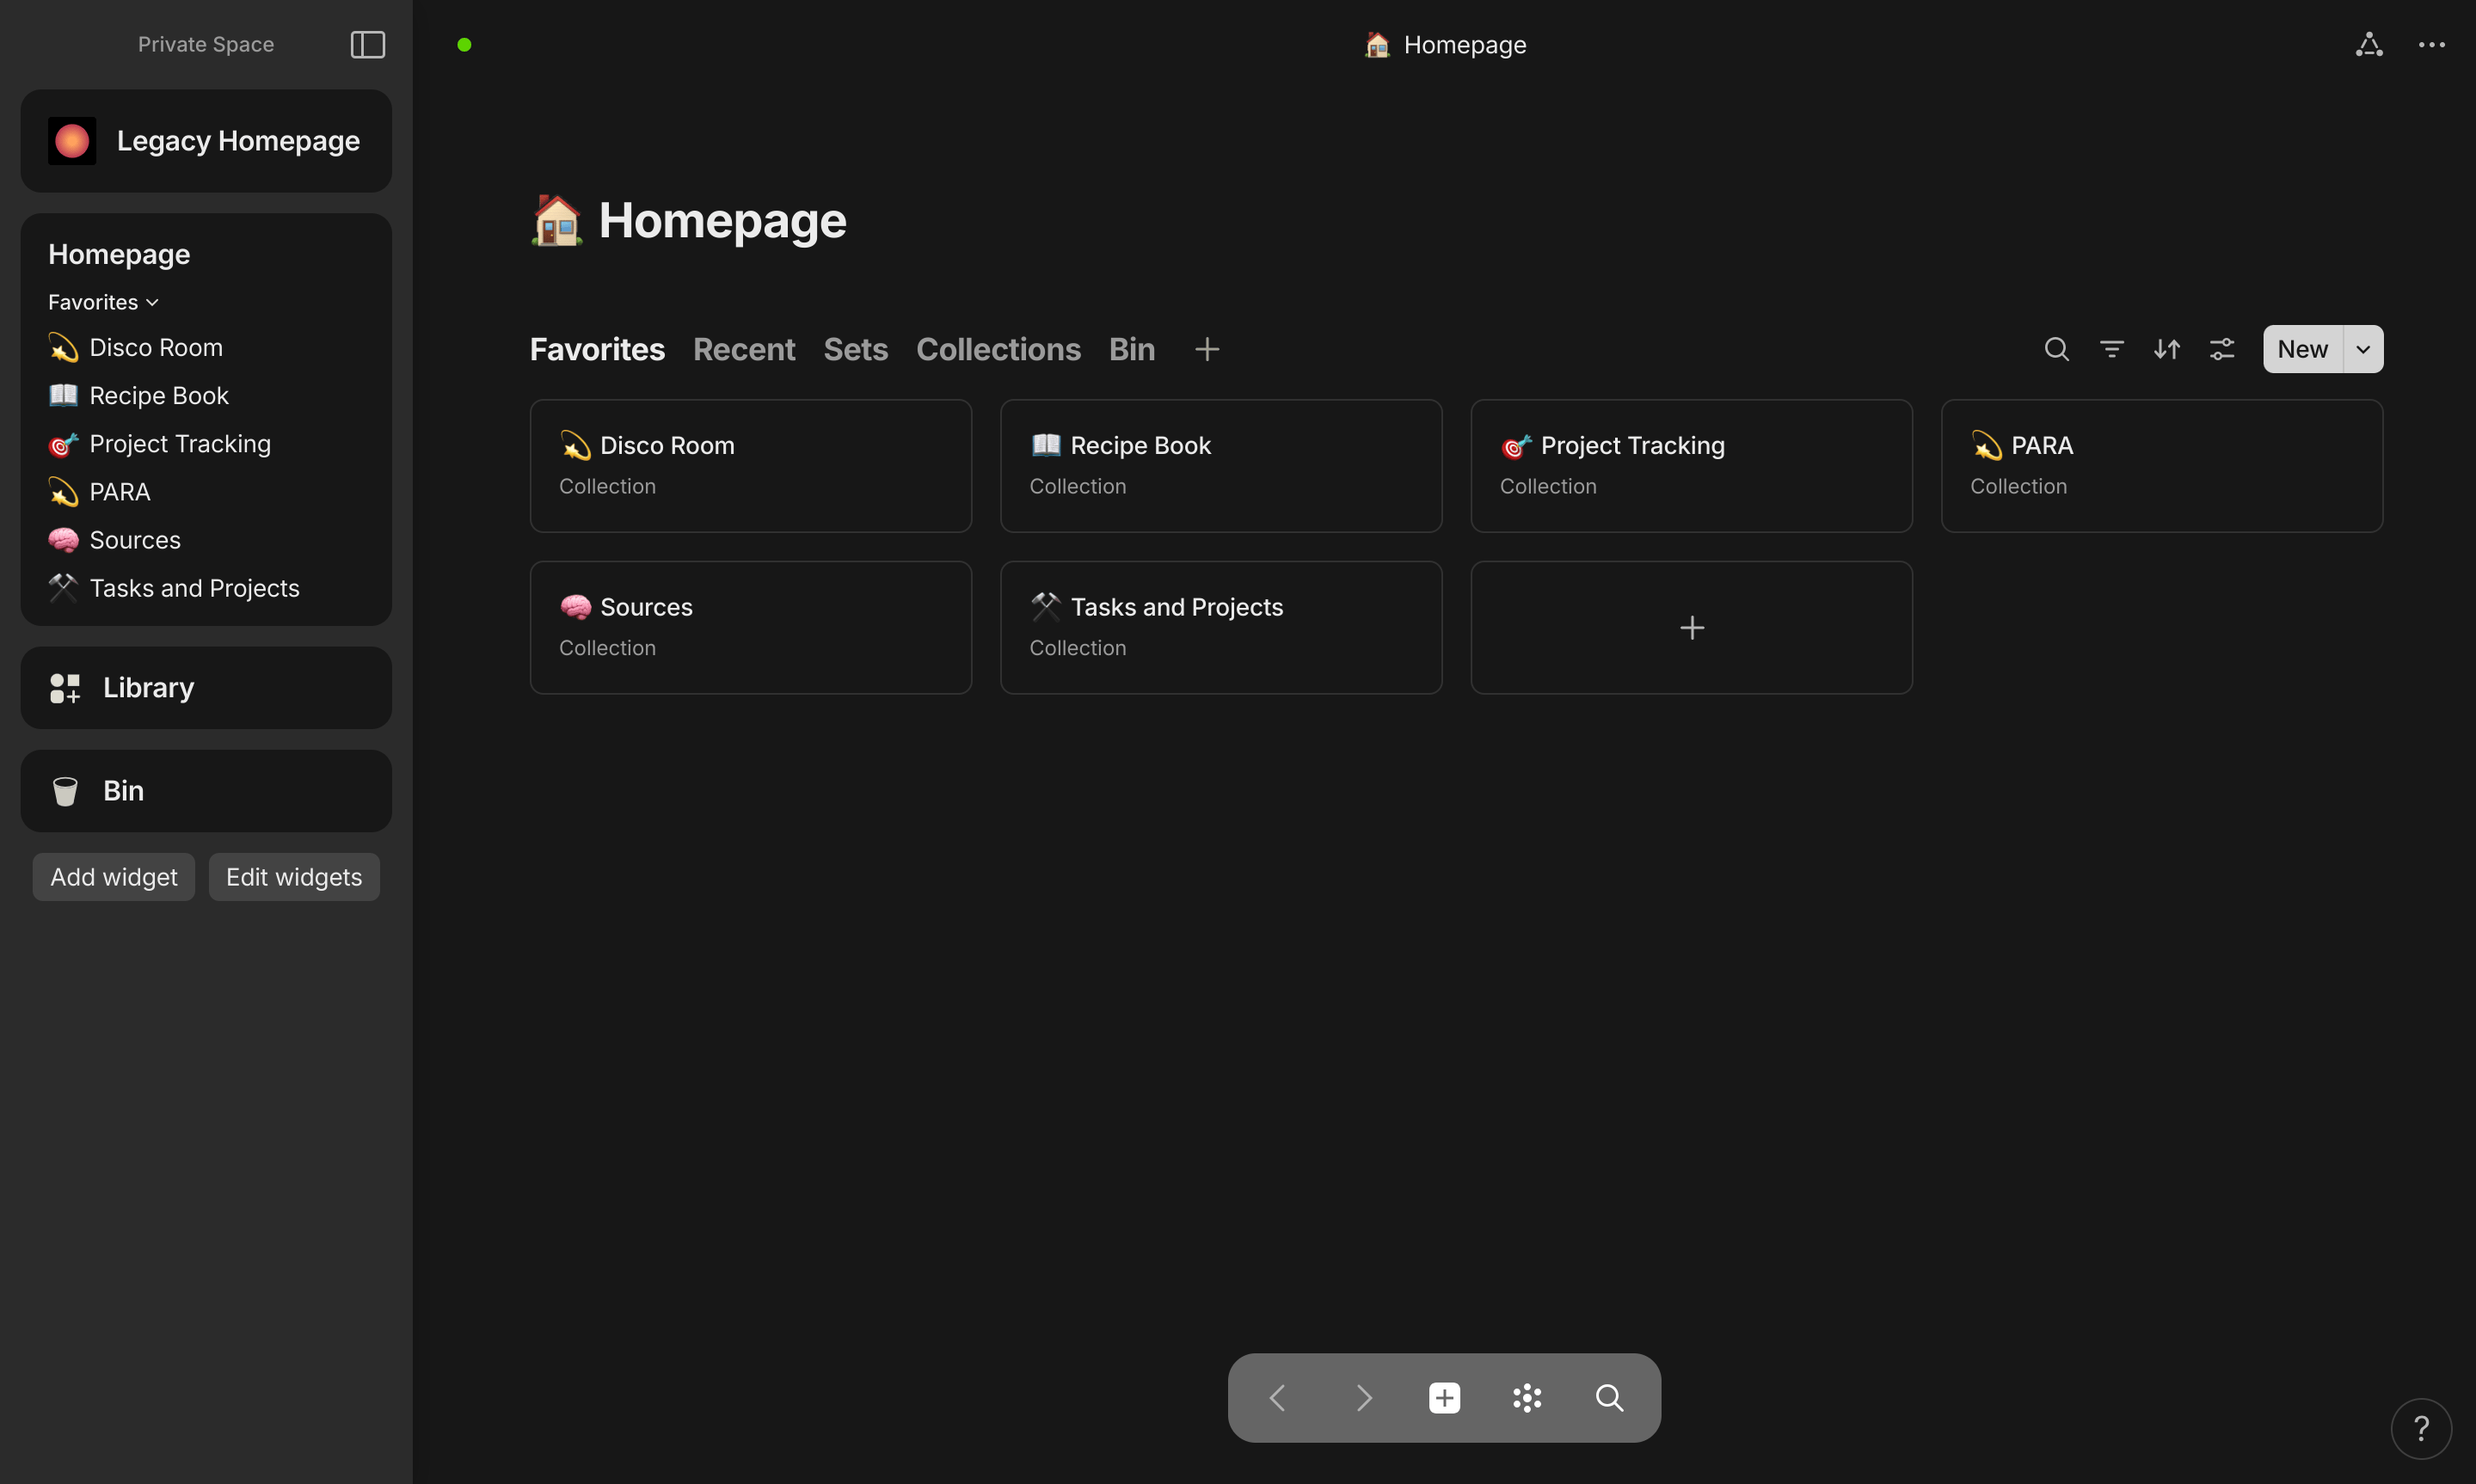 Private Space
Homepage
Legacy Homepage
Homepage
Favorites
Disco Room
Recipe Book
Project Tracking
PARA
Sources
Tasks and Projects
Library
Bin
Add widget Edit widgets
Homepage
Favorites Recent Sets Collections Bin
New
Disco Room
Collection
Recipe Book
Collection
Project Tracking
Collection
PARA
Collection
Sources
Collection
Tasks and Projects
Collection
?